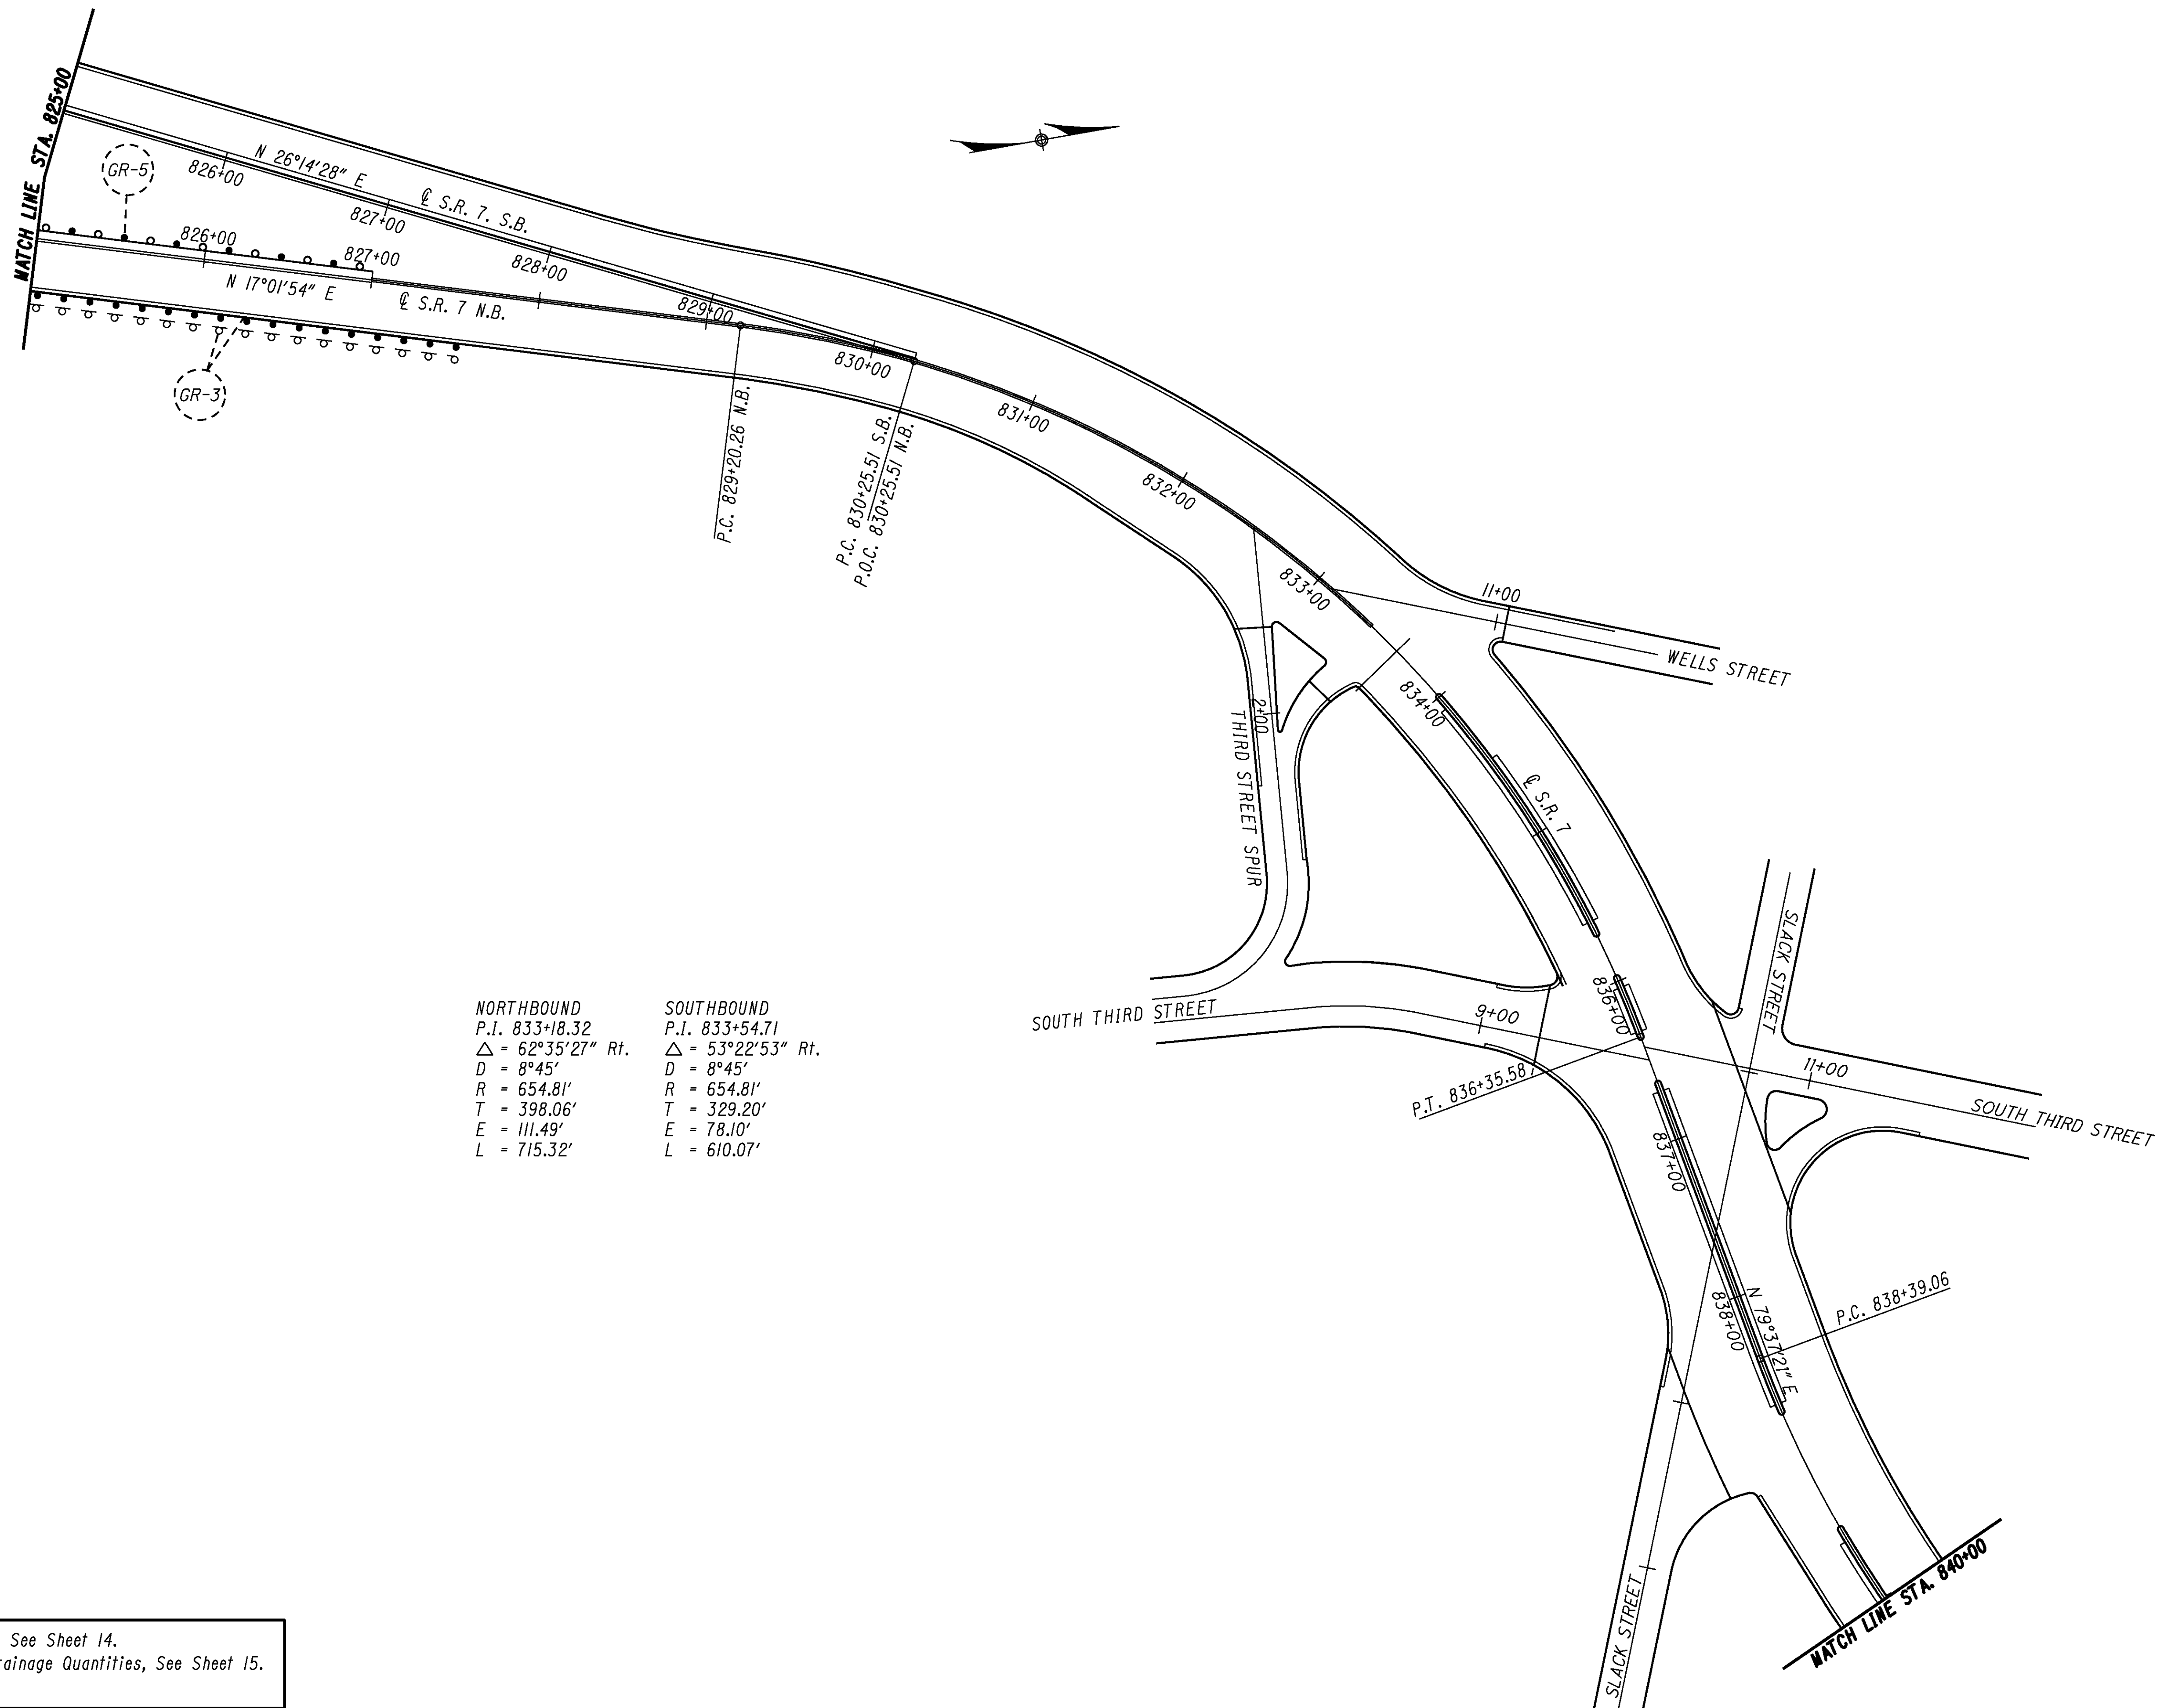 MATCH LINE STA. 825+00
GR-5
826+00
N 26°14'28" E
827+00
℄ S.R. 7. S.B.
828+00
829+00
830+00
826+00
827+00
N 17°01'54" E
℄ S.R. 7 N.B.
GR-3
P.C. 829+20.26 N.B.
P.C. 830+25.51 S.B.
P.O.C. 830+25.51 N.B.
831+00
832+00
833+00
11+00
WELLS STREET
834+00
2+00
THIRD STREET SPUR
℄ S.R. 7
SLACK STREET
836+00
SOUTH THIRD STREET
9+00
11+00
SOUTH THIRD STREET
P.T. 836+35.58
837+00
838+00
N 79°37'21" E
P.C. 838+39.06
SLACK STREET
MATCH LINE STA. 840+00
NORTHBOUND
P.I. 833+18.32
△ = 62°35'27" Rt.
D = 8°45'
R = 654.81'
T = 398.06'
E = 111.49'
L = 715.32'
SOUTHBOUND
P.I. 833+54.71
△ = 53°22'53" Rt.
D = 8°45'
R = 654.81'
T = 329.20'
E = 78.10'
L = 610.07'
See Sheet 14.
rainage Quantities, See Sheet 15.